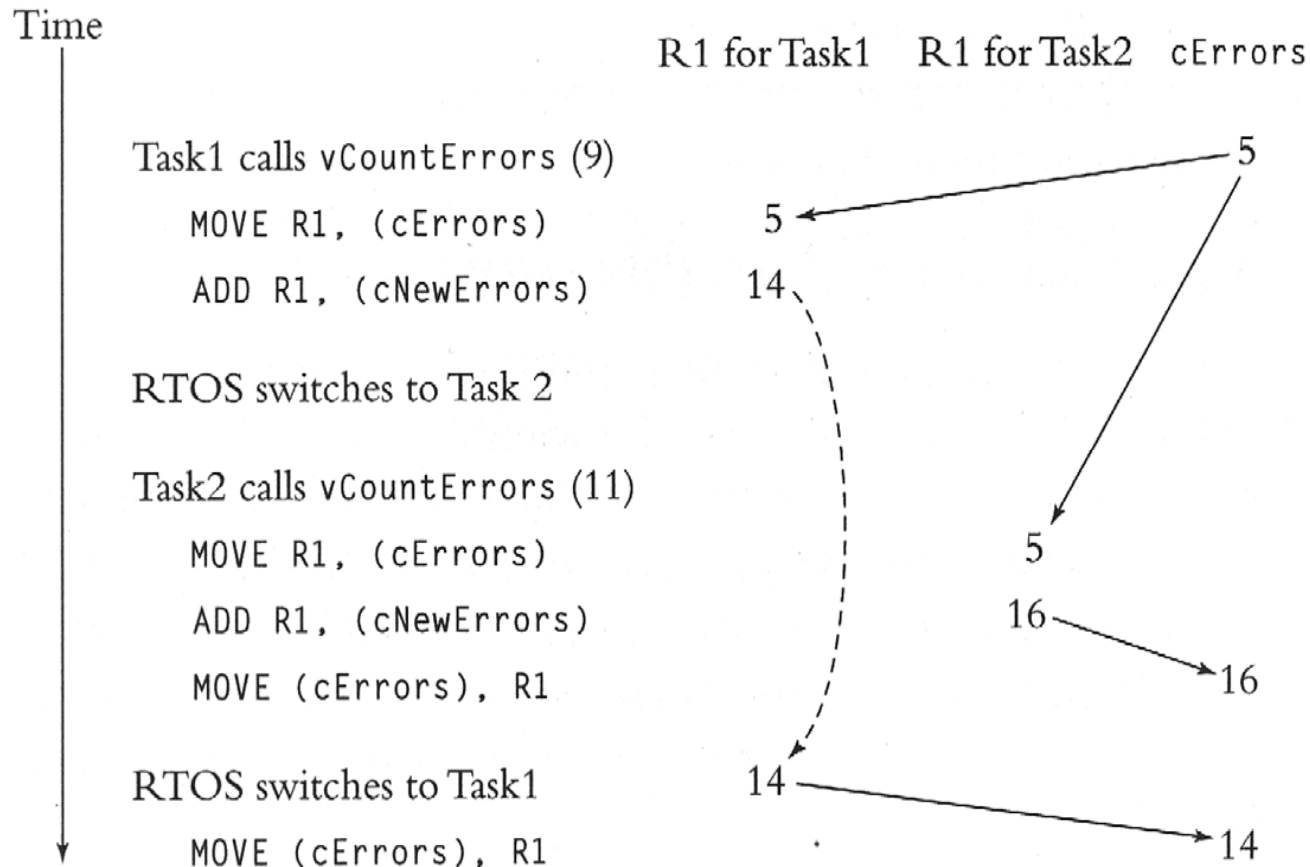 Time
R1 for Task1 R1 for Task2 cErrors
Task1 calls vCountErrors (9) 5
MOVE R1, (cErrors) 5
ADD R1, (cNewErrors) 14
RTOS switches to Task 2
Task2 calls vCountErrors (11)
MOVE R1, (cErrors) 5
ADD R1, (cNewErrors) 16
MOVE (cErrors), R1 16
RTOS switches to Task1 14
MOVE (cErrors), R1 14